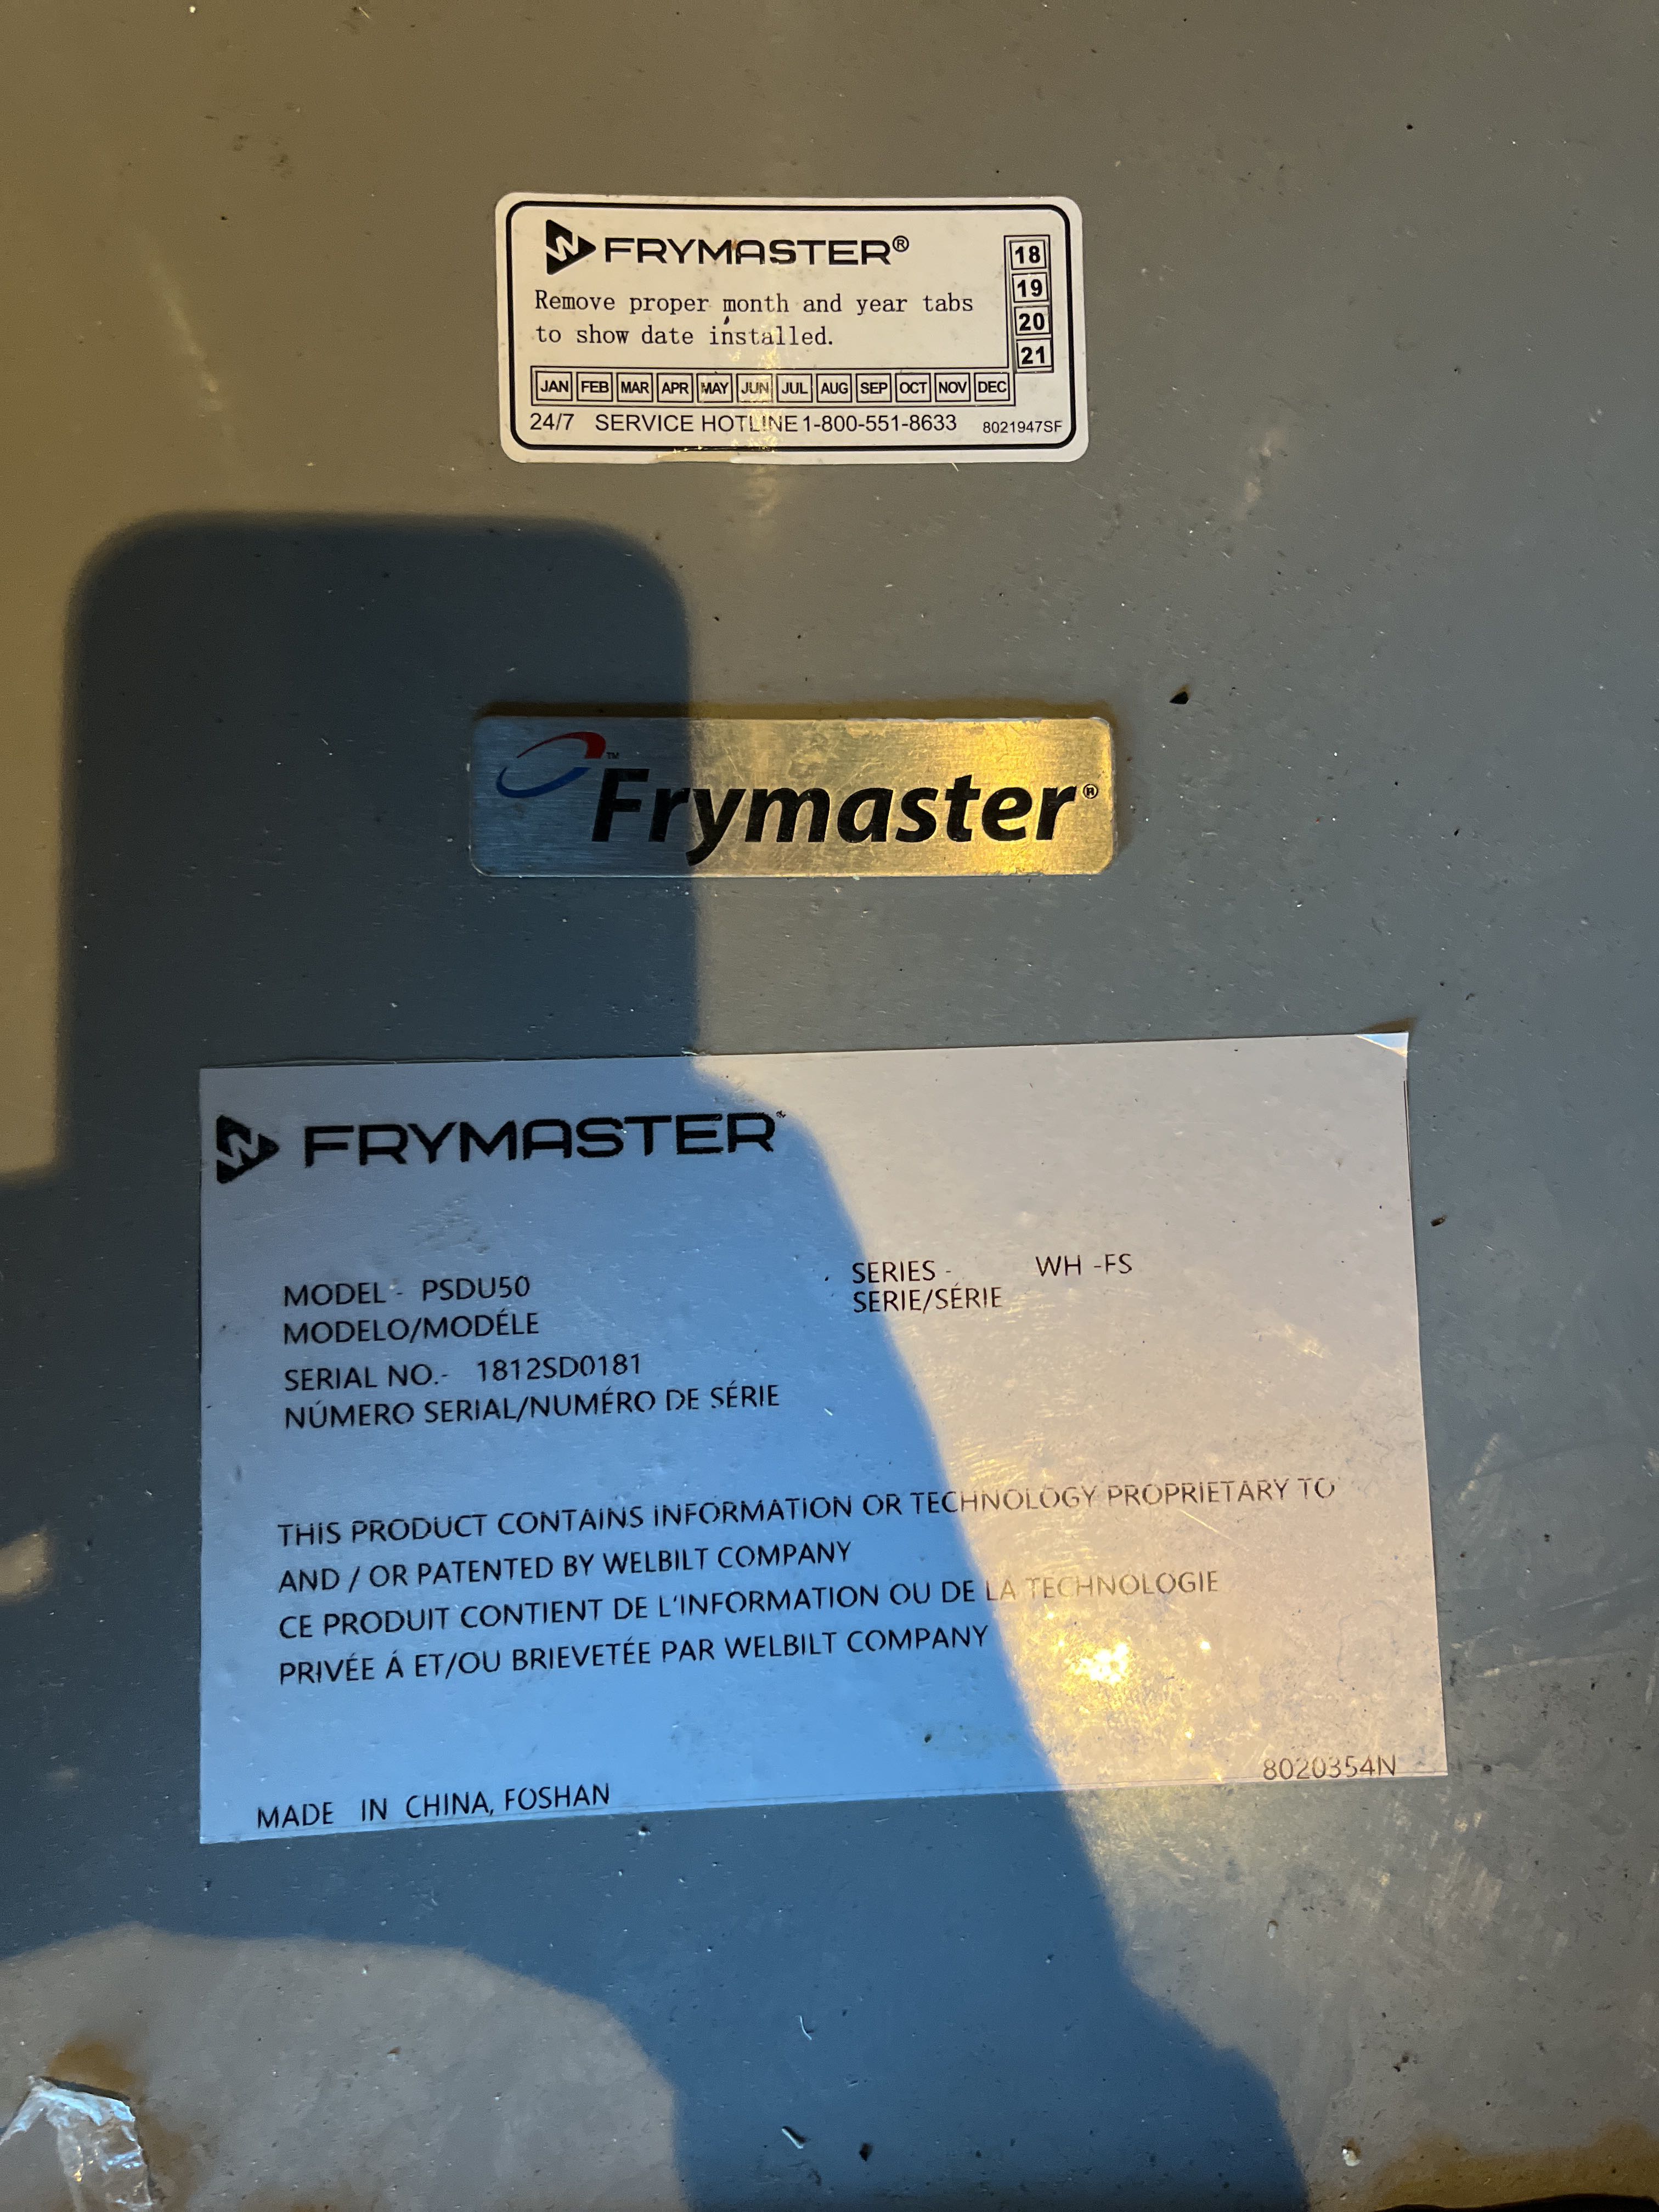 FRYMASTER®
Remove proper month and year tabs
to show date installed.
18
19
20
21
JAN FEB MAR APR MAY JUN JUL AUG SEP OCT NOV DEC
24/7 SERVICE HOTLINE 1-800-551-8633 8021947SF
™Frymaster®
FRYMASTER®
MODEL - PSDU50
MODELO/MODÉLE
SERIES - WH -FS
SERIE/SÉRIE
SERIAL NO.- 1812SD0181
NÚMERO SERIAL/NUMÉRO DE SÉRIE
THIS PRODUCT CONTAINS INFORMATION OR TECHNOLOGY PROPRIETARY TO
AND / OR PATENTED BY WELBILT COMPANY
CE PRODUIT CONTIENT DE L'INFORMATION OU DE LA TECHNOLOGIE
PRIVÉE Á ET/OU BRIEVETÉE PAR WELBILT COMPANY
MADE IN CHINA, FOSHAN
8020354N